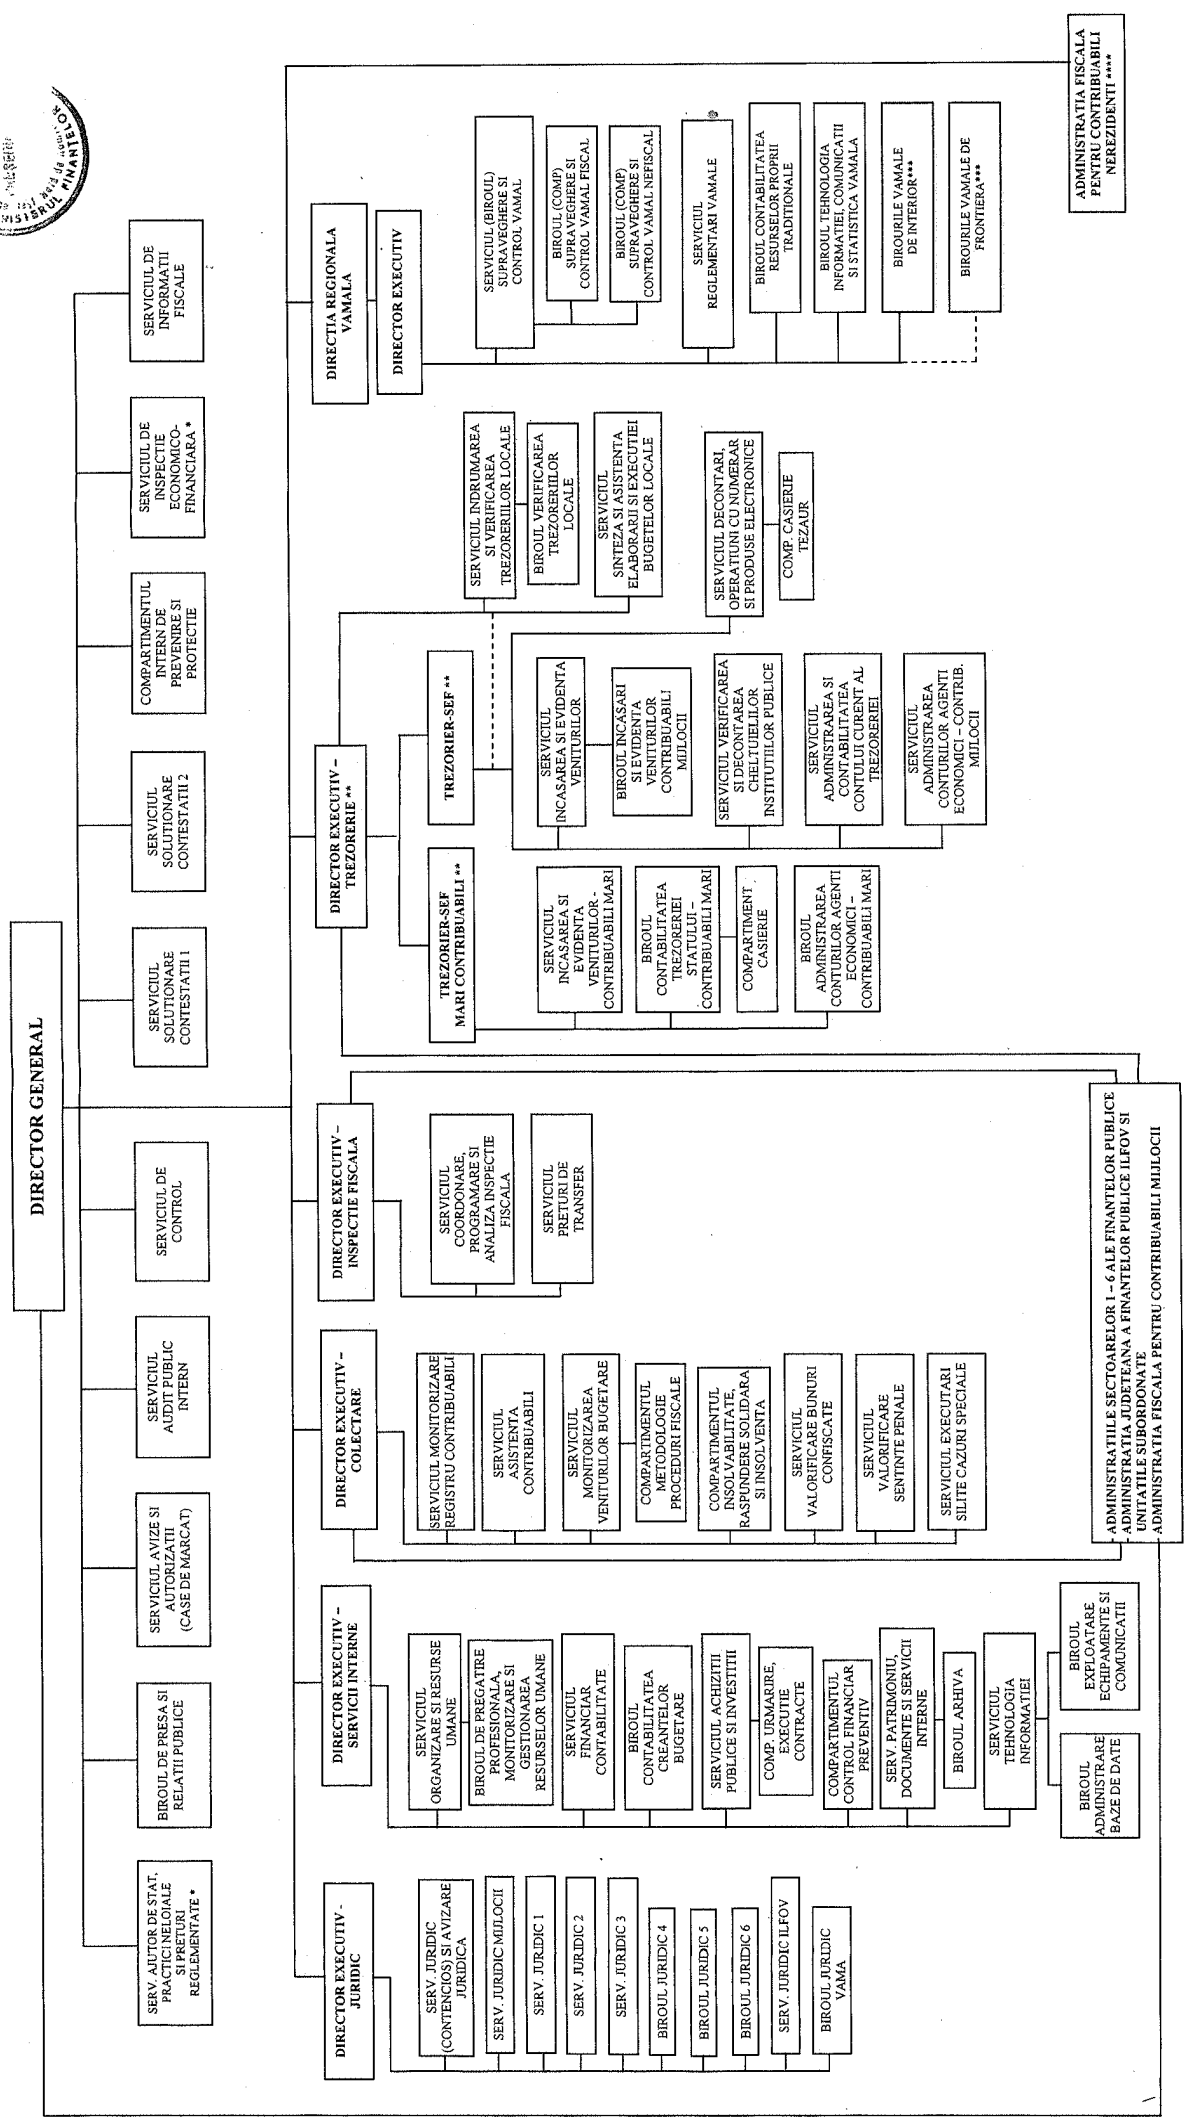 DIRECTOR GENERAL
SERV. AJUTOR DE STAT,
PRACTICI NELOIALE
SI PRETURI
REGLEMENTATE *
BIROUL DE PRESA SI
RELATII PUBLICE
SERVICIUL AVIZE SI
AUTORIZATII
(CASE DE MARCAT)
SERVICIUL
AUDIT PUBLIC
INTERN
SERVICIUL DE
CONTROL
SERVICIUL
SOLUTIONARE
CONTESTATII 1
SERVICIUL
SOLUTIONARE
CONTESTATII 2
COMPARTIMENTUL
INTERN DE
PREVENIRE SI
PROTECTIE
SERVICIUL DE
INSPECTIE
ECONOMICO-
FINANCIARA *
SERVICIUL DE
INFORMATII
FISCALE
FINANTELOR
DIRECTOR EXECUTIV -
JURIDIC
SERV. JURIDIC
(CONTENCIOS) SI AVIZARE
JURIDICA
SERV. JURIDIC MIJLOCII
SERV. JURIDIC 1
SERV. JURIDIC 2
SERV. JURIDIC 3
BIROUL JURIDIC 4
BIROUL JURIDIC 5
BIROUL JURIDIC 6
SERV. JURIDIC ILFOV
BIROUL JURIDIC
VAMA
DIRECTOR EXECUTIV –
SERVICII INTERNE
SERVICIUL
ORGANIZARE SI RESURSE
UMANE
BIROUL DE PREGATIRE
PROFESIONALA,
MONITORIZARE SI
GESTIONAREA
RESURSELOR UMANE
SERVICIUL
FINANCIAR
CONTABILITATE
BIROUL
CONTABILITATEA
CREANTELOR
BUGETARE
SERVICIUL ACHIZITII
PUBLICE SI INVESTITII
COMP. URMARIRE,
EXECUTIE
CONTRACTE
COMPARTIMENTUL
CONTROL FINANCIAR
PREVENTIV
SERV. PATRIMONIU,
DOCUMENTE SI SERVICII
INTERNE
BIROUL ARHIVA
SERVICIUL
TEHNOLOGIA
INFORMATIEI
BIROUL
ADMINISTRARE
BAZE DE DATE
BIROUL
EXPLOATARE
ECHIPAMENTE SI
COMUNICATII
DIRECTOR EXECUTIV –
COLECTARE
SERVICIUL MONITORIZARE
REGISTRU CONTRIBUABILI
SERVICIUL
ASISTENTA
CONTRIBUABILI
SERVICIUL
MONITORIZAREA
VENITURILOR BUGETARE
COMPARTIMENTUL
METODOLOGIE
PROCEDURI FISCALE
COMPARTIMENTUL
INSOLVABILITATE,
RASPUNDERE SOLIDARA
SI INSOLVENTA
SERVICIUL
VALORIFICARE BUNURI
CONFISCATE
SERVICIUL
VALORIFICARE
SENTINTE PENALE
SERVICIUL EXECUTARI
SILITE CAZURI SPECIALE
DIRECTOR EXECUTIV –
INSPECTIE FISCALA
SERVICIUL
COORDONARE,
PROGRAMARE SI
ANALIZA INSPECTIE
FISCALA
SERVICIUL
PRETURI DE
TRANSFER
DIRECTOR EXECUTIV –
TREZORERIE **
TREZORIER-SEF
MARI CONTRIBUABILI **
SERVICIUL
INCASAREA SI
EVIDENTA
VENITURILOR-
CONTRIBUABILI MARI
BIROUL
CONTABILITATEA
TREZORERIEI
STATULUI –
CONTRIBUABILI MARI
COMPARTIMENT
CASIERIE
BIROUL
ADMINISTRAREA
CONTURILOR AGENTI
ECONOMICI –
CONTRIBUABILI MARI
TREZORIER-SEF **
SERVICIUL
INCASAREA SI EVIDENTA
VENITURILOR
BIROUL INCASARI
SI EVIDENTA
VENITURILOR
CONTRIBUABILI
MIJLOCII
SERVICIUL VERIFICAREA
SI DECONTAREA
CHELTUIELILOR
INSTITUTIILOR PUBLICE
SERVICIUL
ADMINISTRAREA SI
CONTABILITATEA
CONTULUI CURENT AL
TREZORERIEI
SERVICIUL
ADMINISTRAREA
CONTURILOR AGENTI
ECONOMICI – CONTRIB.
MIJLOCII
SERVICIUL INDRUMAREA
SI VERIFICAREA
TREZORERIILOR LOCALE
BIROUL VERIFICAREA
TREZORERIILOR
LOCALE
SERVICIUL
SINTEZA SI ASISTENTA
ELABORARII SI EXECUTIEI
BUGETELOR LOCALE
SERVICIUL DECONTARI,
OPERATIUNI CU NUMERAR
SI PRODUSE ELECTRONICE
COMP. CASIERIE
TEZAUR
DIRECTIA REGIONALA
VAMALA
DIRECTOR EXECUTIV
SERVICIUL (BIROUL)
SUPRAVEGHERE SI
CONTROL VAMAL
BIROUL (COMP)
SUPRAVEGHERE SI
CONTROL VAMAL FISCAL
BIROUL (COMP)
SUPRAVEGHERE SI
CONTROL VAMAL NEFISCAL
SERVICIUL
REGLEMENTARI VAMALE
BIROUL CONTABILITATEA
RESURSELOR PROPRII
TRADITIONALE
BIROUL TEHNOLOGIA
INFORMATIEI, COMUNICATII
SI STATISTICA VAMALA
BIROURILE VAMALE
DE INTERIOR***
BIROURILE VAMALE DE
FRONTIERA***
- ADMINISTRATIILE SECTOARELOR 1 – 6 ALE FINANTELOR PUBLICE
- ADMINISTRATIA JUDETEANA A FINANTELOR PUBLICE ILFOV SI
UNITATILE SUBORDONATE
- ADMINISTRATIA FISCALA PENTRU CONTRIBUABILI MIJLOCII
ADMINISTRATIA FISCALA
PENTRU CONTRIBUABILI
NEREZIDENTI ****